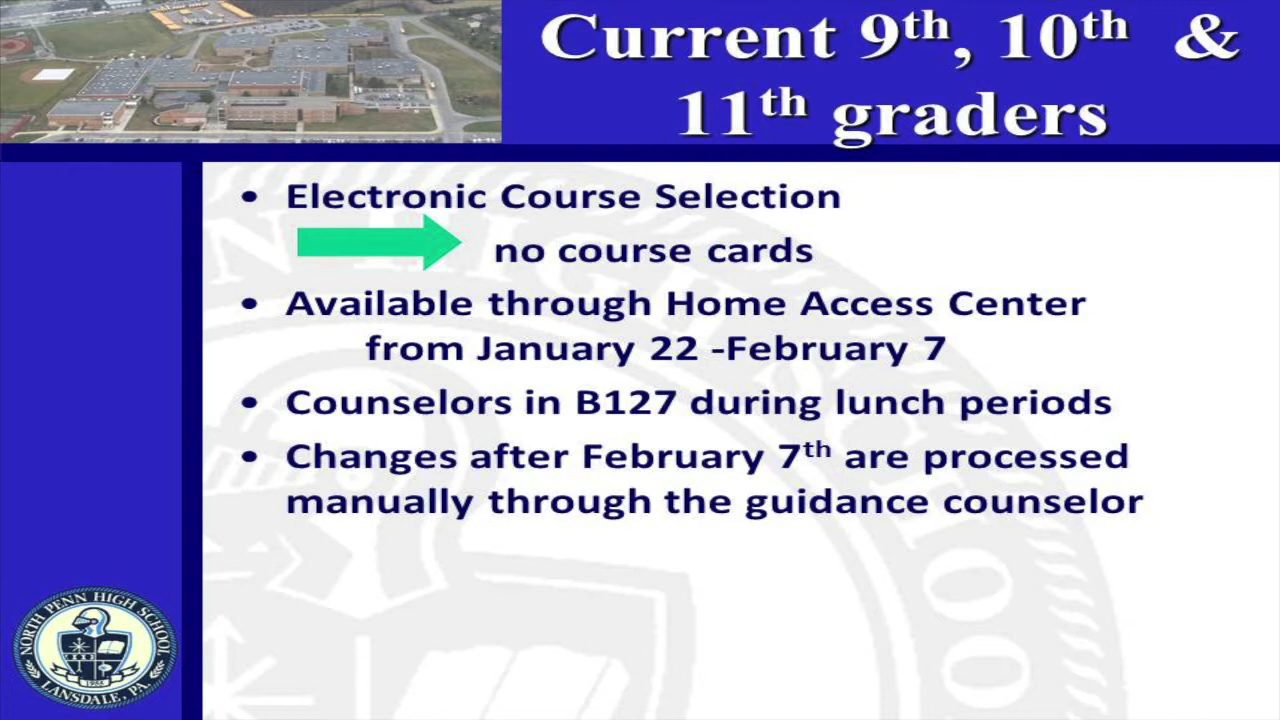 Current 9th, 10th &
11th graders
• Electronic Course Selection
no course cards
• Available through Home Access Center
from January 22 -February 7
• Counselors in B127 during lunch periods
• Changes after February 7th are processed
manually through the guidance counselor
NORTH PENN HIGH SCHOOL
LANSDALE, PA.